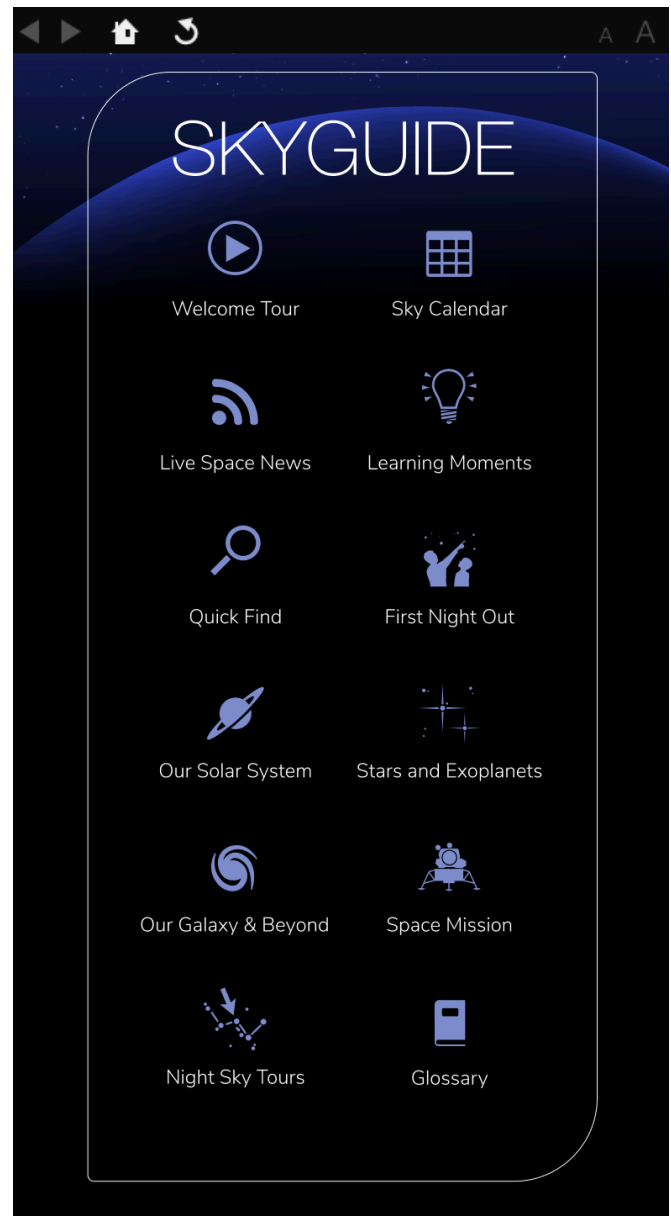 A A
SKYGUIDE
Welcome Tour
Sky Calendar
Live Space News
Learning Moments
Quick Find
First Night Out
Our Solar System
Stars and Exoplanets
Our Galaxy & Beyond
Space Mission
Night Sky Tours
Glossary